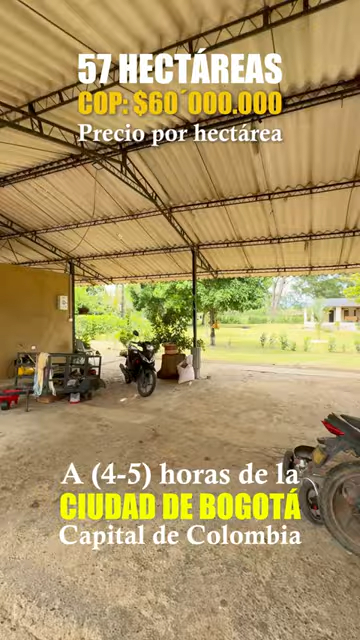 57 HECTÁREAS
COP: $60´000.000
Precio por hectárea
A (4-5) horas de la
CIUDAD DE BOGOTÁ
Capital de Colombia